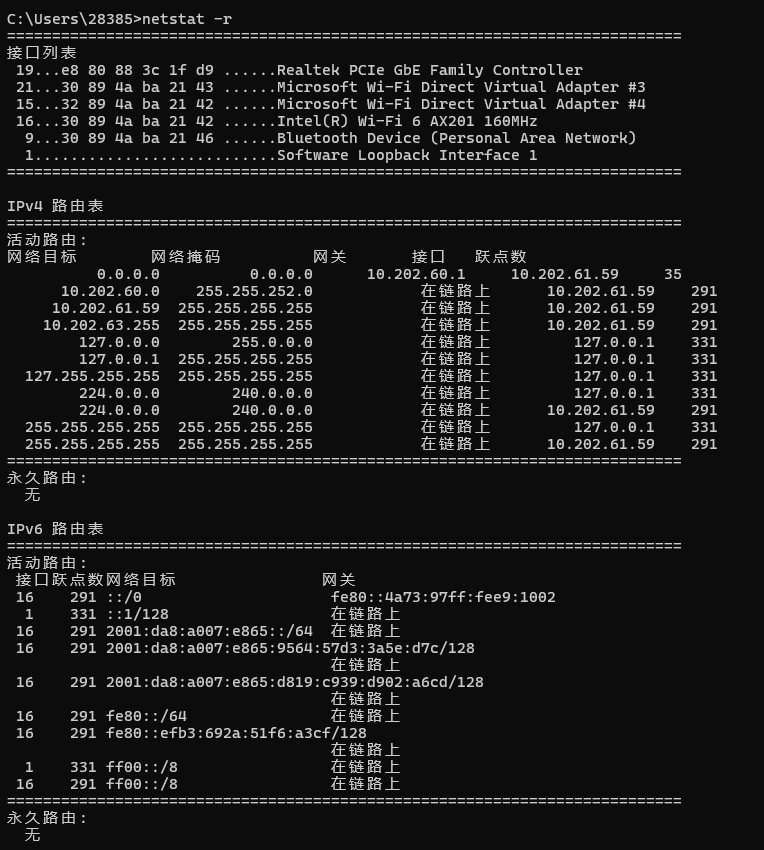 C:\Users\28385>netstat -r
===========================================================================
接口列表
 19...e8 80 88 3c 1f d9 ......Realtek PCIe GbE Family Controller
 21...30 89 4a ba 21 43 ......Microsoft Wi-Fi Direct Virtual Adapter #3
 15...32 89 4a ba 21 42 ......Microsoft Wi-Fi Direct Virtual Adapter #4
 16...30 89 4a ba 21 42 ......Intel(R) Wi-Fi 6 AX201 160MHz
  9...30 89 4a ba 21 46 ......Bluetooth Device (Personal Area Network)
  1...........................Software Loopback Interface 1
===========================================================================

IPv4 路由表
===========================================================================
活动路由:
网络目标        网络掩码          网关       接口   跃点数
          0.0.0.0          0.0.0.0      10.202.60.1     10.202.61.59     35
      10.202.60.0    255.255.252.0            在链路上      10.202.61.59    291
     10.202.61.59  255.255.255.255            在链路上      10.202.61.59    291
    10.202.63.255  255.255.255.255            在链路上      10.202.61.59    291
        127.0.0.0        255.0.0.0            在链路上         127.0.0.1    331
        127.0.0.1  255.255.255.255            在链路上         127.0.0.1    331
  127.255.255.255  255.255.255.255            在链路上         127.0.0.1    331
        224.0.0.0        240.0.0.0            在链路上         127.0.0.1    331
        224.0.0.0        240.0.0.0            在链路上      10.202.61.59    291
  255.255.255.255  255.255.255.255            在链路上         127.0.0.1    331
  255.255.255.255  255.255.255.255            在链路上      10.202.61.59    291
===========================================================================
永久路由:
  无

IPv6 路由表
===========================================================================
活动路由:
 接口跃点数网络目标                网关
 16    291 ::/0                     fe80::4a73:97ff:fee9:1002
  1    331 ::1/128                  在链路上
 16    291 2001:da8:a007:e865::/64  在链路上
 16    291 2001:da8:a007:e865:9564:57d3:3a5e:d7c/128
                                    在链路上
 16    291 2001:da8:a007:e865:d819:c939:d902:a6cd/128
                                    在链路上
 16    291 fe80::/64                在链路上
 16    291 fe80::efb3:692a:51f6:a3cf/128
                                    在链路上
  1    331 ff00::/8                 在链路上
 16    291 ff00::/8                 在链路上
===========================================================================
永久路由:
  无